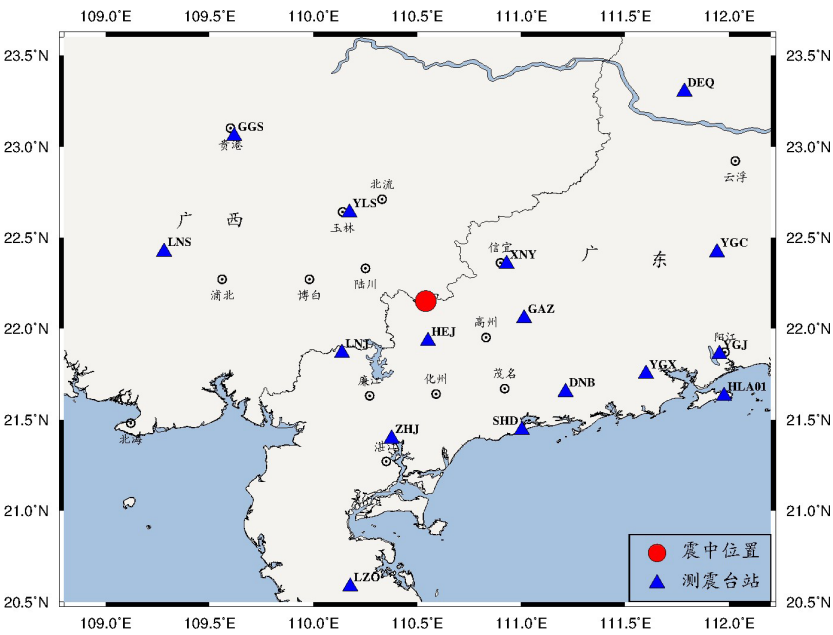 109.0°E 109.5°E 110.0°E 110.5°E 111.0°E 111.5°E 112.0°E
23.5°N 23.5°N
DEQ
GGS
贵港
23.0°N 23.0°N
云浮
北流
YLS
玉林
广 西
LNS
信宜
XNY
广 东
YGC
22.5°N 22.5°N
浦北
博白
陆川
GAZ
高州
22.0°N 22.0°N
HEJ
LNJ
阳江
YGJ
YGX
廉江
化州
茂名
DNB
HLA01
21.5°N 21.5°N
北海
ZHJ
SHD
湛江
21.0°N 21.0°N
LZO
震中位置
测震台站
20.5°N 20.5°N
109.0°E 109.5°E 110.0°E 110.5°E 111.0°E 111.5°E 112.0°E